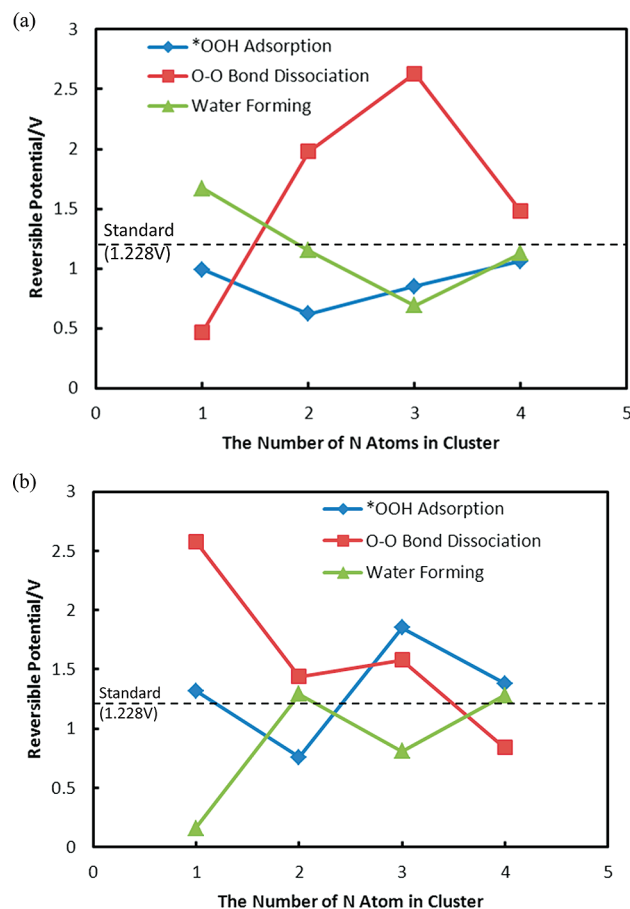 (a)
3
2.5
2
1.5
1
0.5
0
Reversible Potential/V
*OOH Adsorption
O-O Bond Dissociation
Water Forming
Standard
(1.228V)
0 1 2 3 4 5
The Number of N Atoms in Cluster
(b)
3
2.5
2
1.5
1
0.5
0
Reversible Potential/V
*OOH Adsorption
O-O Bond Dissociation
Water Forming
Standard
(1.228V)
0 1 2 3 4 5
The Number of N Atom in Cluster